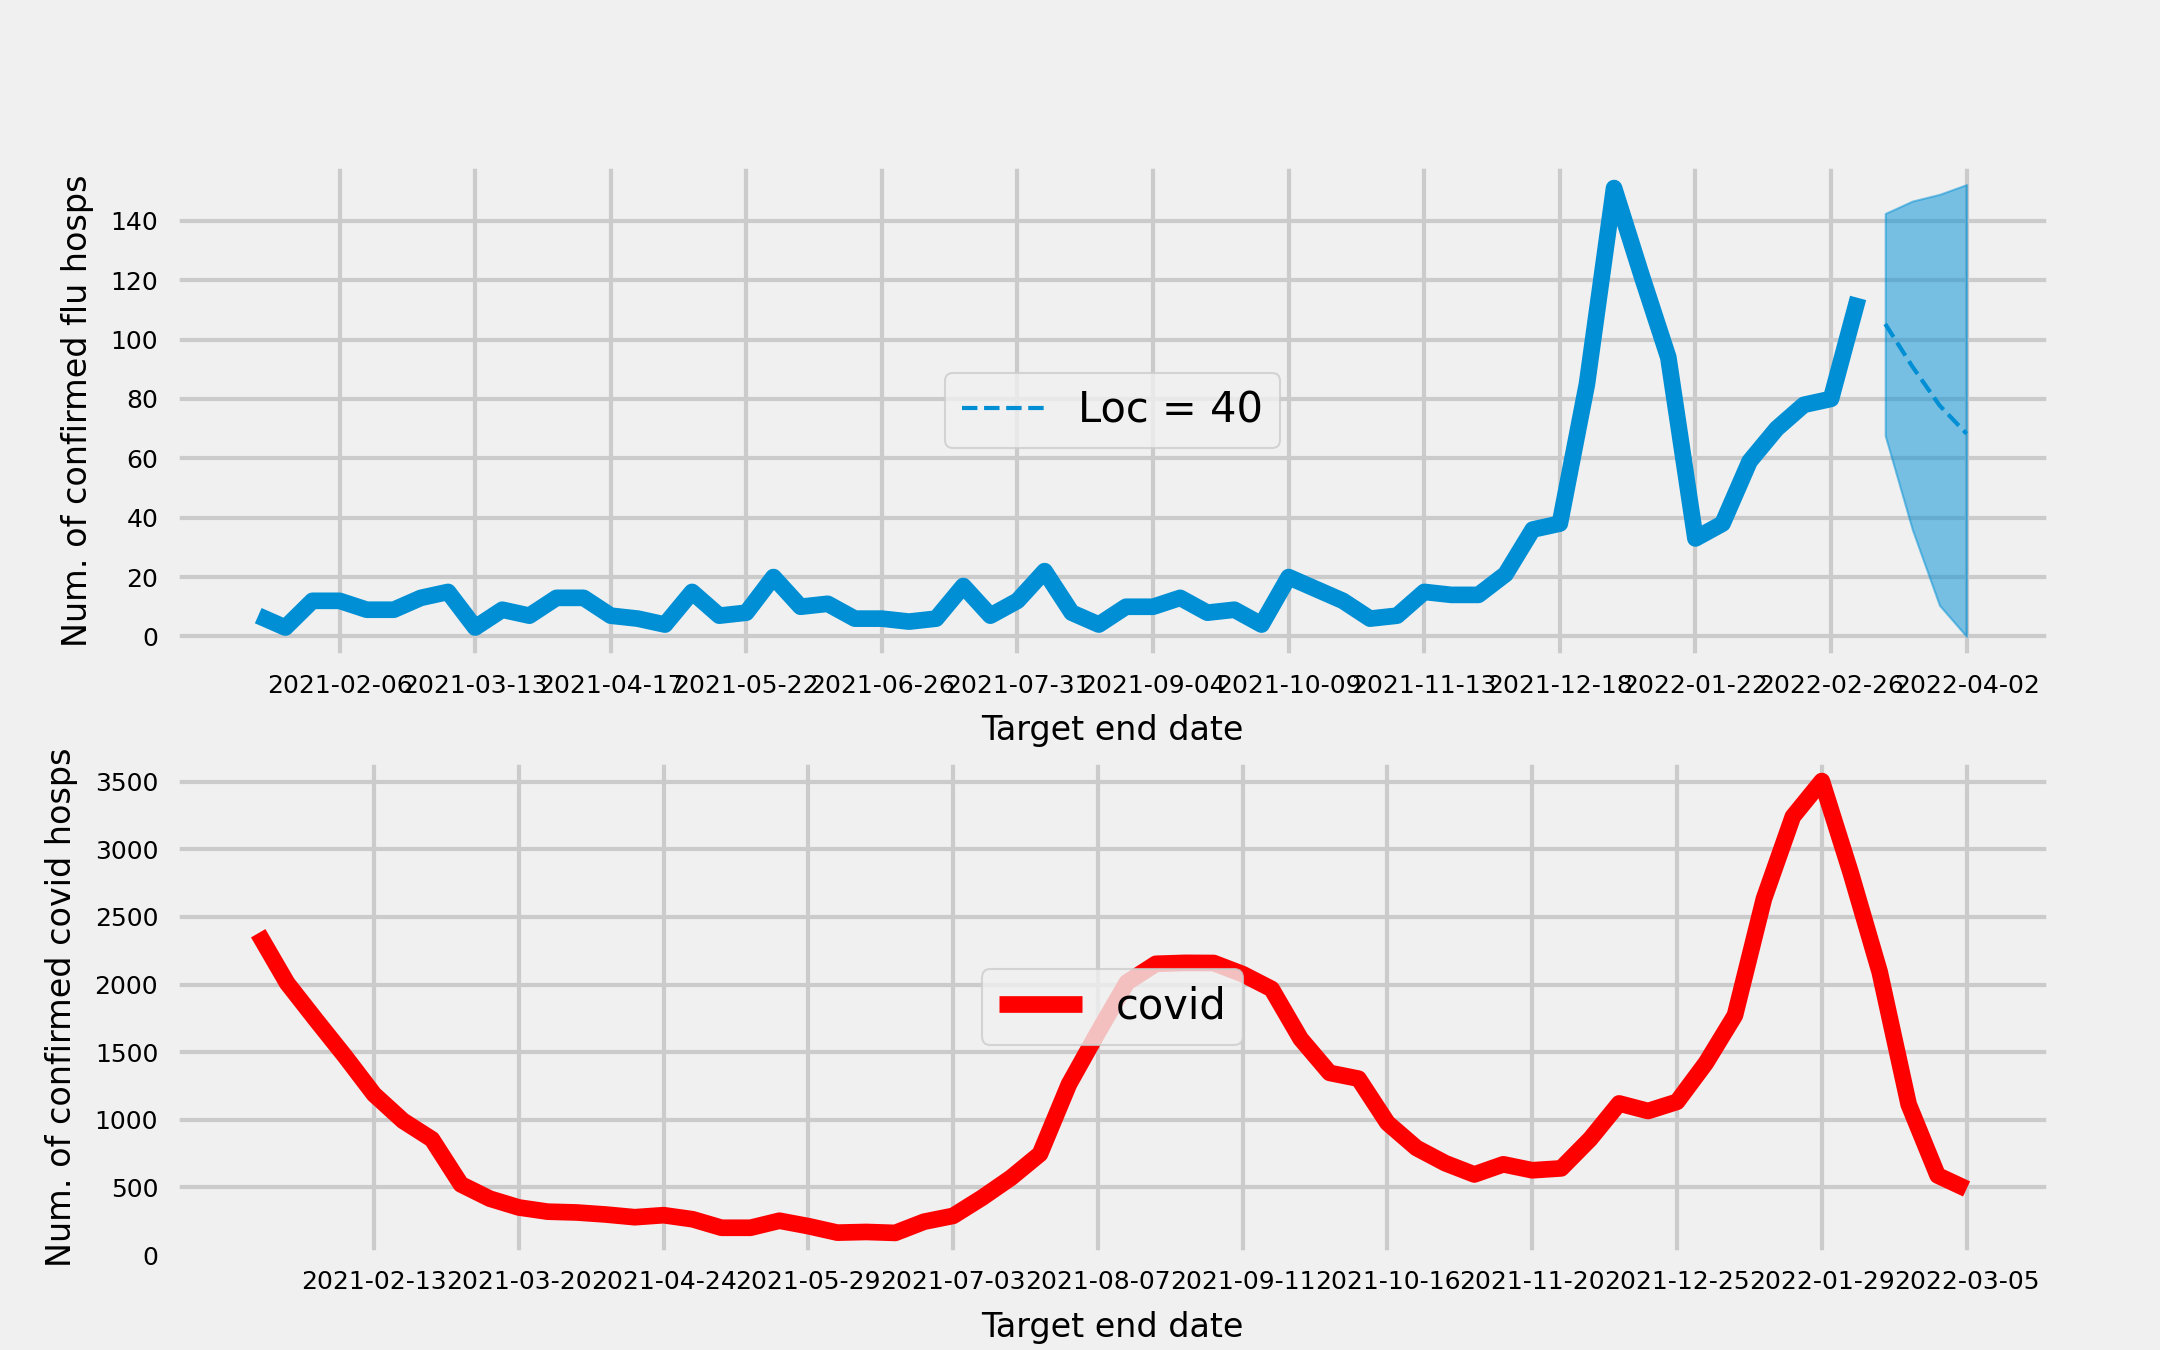 Num. of confirmed flu hosps
140
120
100
80
60
40
20
0
Loc = 40
2021-02-06 2021-03-13 2021-04-17 2021-05-22 2021-06-26 2021-07-31 2021-09-04 2021-10-09 2021-11-13 2021-12-18 2022-01-22 2022-02-26 2022-04-02
Target end date
Num. of confirmed covid hosps
3500
3000
2500
2000
1500
1000
500
0
covid
2021-02-13 2021-03-20 2021-04-24 2021-05-29 2021-07-03 2021-08-07 2021-09-11 2021-10-16 2021-11-20 2021-12-25 2022-01-29 2022-03-05
Target end date